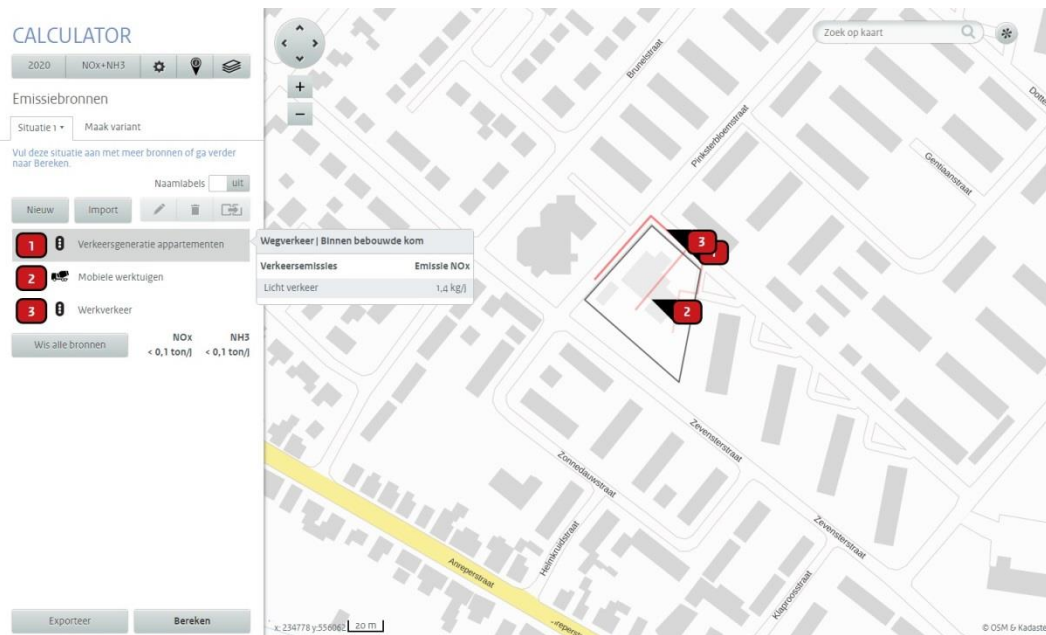 CALCULATOR
2020 NOx+NH3
Emissiebronnen
Situatie 1 Maak variant
Vul deze situatie aan met meer bronnen of ga verder
naar Bereken.
Naamlabels uit
Nieuw Import
1 Verkeersgeneratie appartementen
2 Mobiele werktuigen
3 Werkverkeer
Wis alle bronnen
NOx NH3
< 0,1 ton/j < 0,1 ton/j
Exporteer Bereken
Wegverkeer | Binnen bebouwde kom
Verkeersemissies Emissie NOx
Licht verkeer 1,4 kg/j
+
−
Zoek op kaart
Brunelstraat
Pinksterbloemstraat
Gentiaanstraat
3
2
Zevensterstraat
Zonnedauwstraat
Zevensterstraat
Helmkruidstraat
Anreperstraat
Klaproosstraat
x: 234778 y:556062 20 m
© OSM & Kadaster